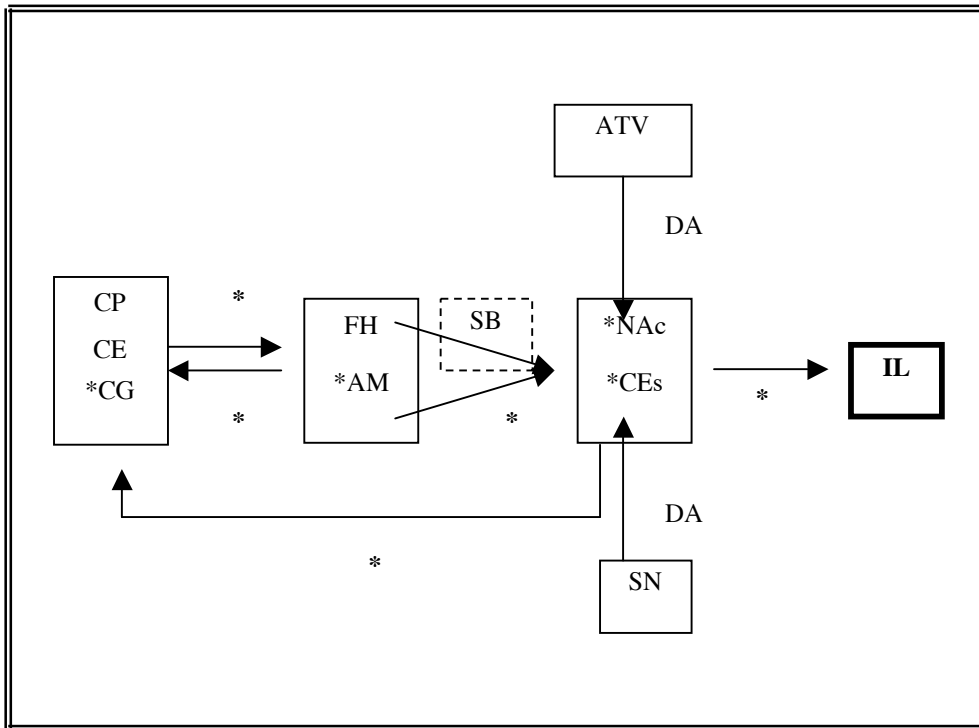 ATV
DA
CP
CE
*CG
*
*
FH
*AM
SB
*
*NAc
*CEs
*
IL
DA
*
SN